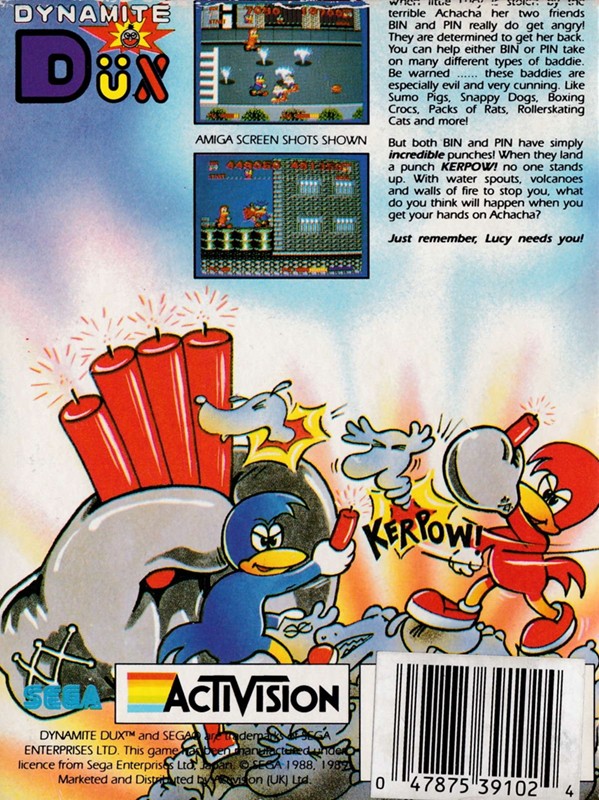 DYNAMITE
DÜX
AMIGA SCREEN SHOTS SHOWN
terrible Achacha her two friends
BIN and PIN really do get angry!
They are determined to get her back.
You can help either BIN or PIN take
on many different types of baddie.
Be warned ...... these baddies are
especially evil and very cunning. Like
Sumo Pigs, Snappy Dogs, Boxing
Crocs, Packs of Rats, Rollerskating
Cats and more!
But both BIN and PIN have simply
incredible punches! When they land
a punch KERPOW! no one stands
up. With water spouts, volcanoes
and walls of fire to stop you, what
do you think will happen when you
get your hands on Achacha?
Just remember, Lucy needs you!
KERPOW!
SEGA
ACTIVISION
DYNAMITE DUX™ and SEGA® are trademarks of SEGA
ENTERPRISES LTD. This game has been manufactured under
licence from Sega Enterprises Ltd, Japan. © SEGA 1988, 1989
Marketed and Distributed by Activision (UK) Ltd.
0 47875 39102 4